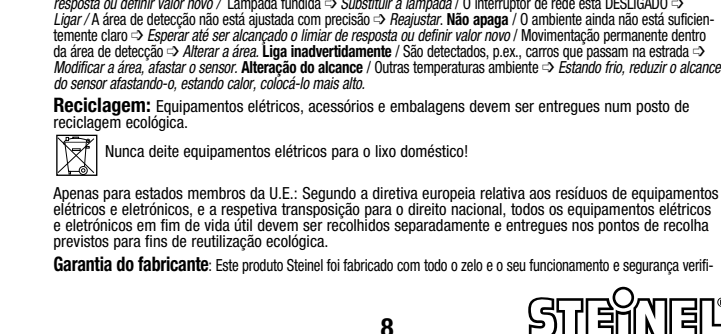 resposta ou definir valor novo / Lâmpada fundida ➪ Substituir a lâmpada / O interruptor de rede está DESLIGADO ➪
Ligar / A área de detecção não está ajustada com precisão ➪ Reajustar. Não apaga / O ambiente ainda não está suficien-
temente claro ➪ Esperar até ser alcançado o limiar de resposta ou definir valor novo / Movimentação permanente dentro
da área de detecção ➪ Alterar a área. Liga inadvertidamente / São detectados, p.ex., carros que passam na estrada ➪
Modificar a área, afastar o sensor. Alteração do alcance / Outras temperaturas ambiente ➪ Estando frio, reduzir o alcance
do sensor afastando-o, estando calor, colocá-lo mais alto.
Reciclagem: Equipamentos elétricos, acessórios e embalagens devem ser entregues num posto de
reciclagem ecológica.
Nunca deite equipamentos elétricos para o lixo doméstico!
Apenas para estados membros da U.E.: Segundo a diretiva europeia relativa aos resíduos de equipamentos
elétricos e eletrónicos, e a respetiva transposição para o direito nacional, todos os equipamentos elétricos
e eletrónicos em fim de vida útil devem ser recolhidos separadamente e entregues nos pontos de recolha
previstos para fins de reutilização ecológica.
Garantia do fabricante: Este produto Steinel foi fabricado com todo o zelo e o seu funcionamento e segurança verifi-
8
STEINEL®